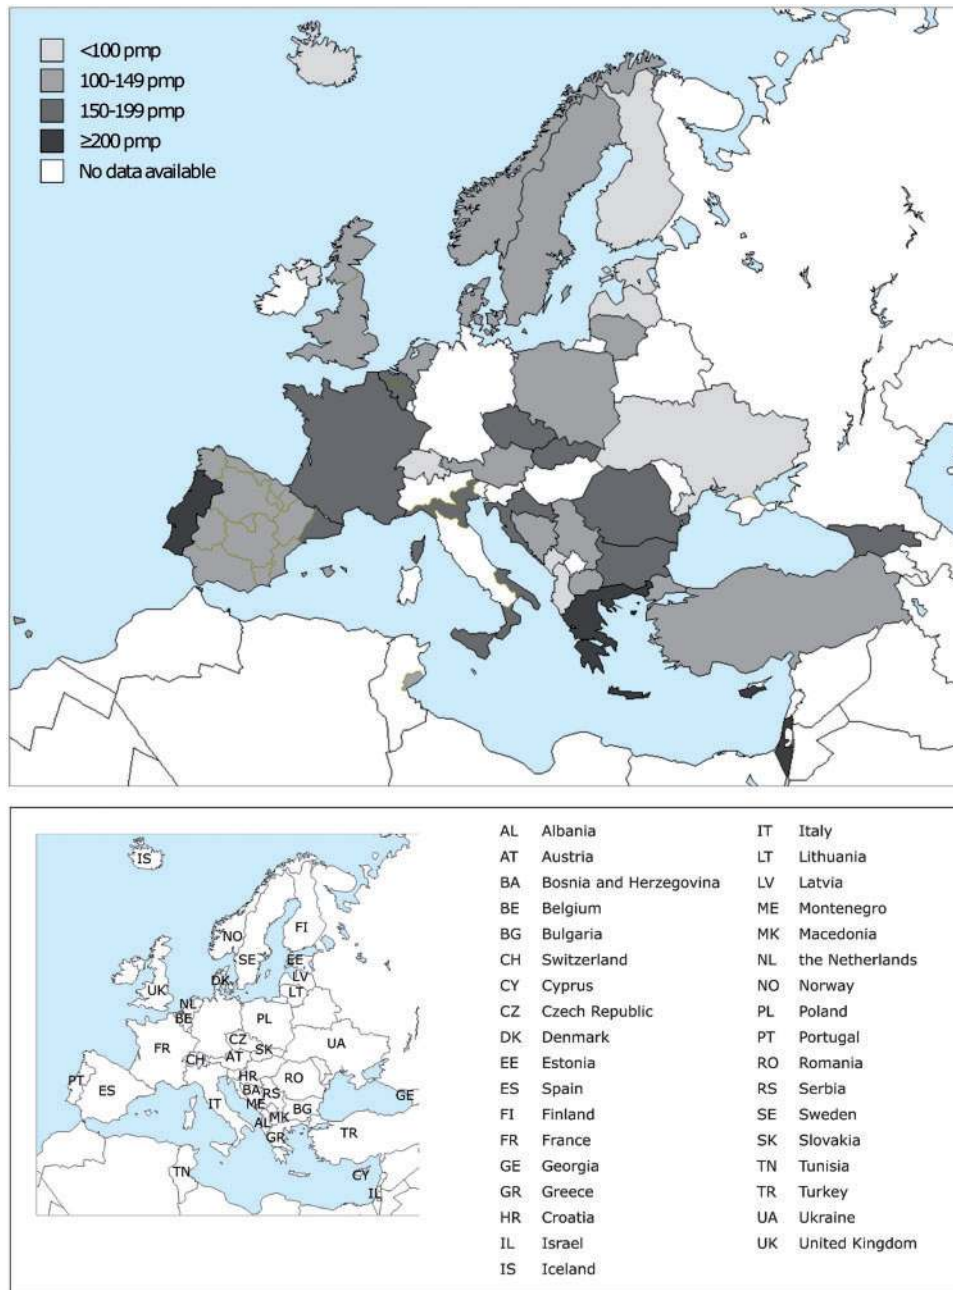 <100 pmp
100-149 pmp
150-199 pmp
≥200 pmp
No data available
IS
NO
FI
SE
EE
LV
LT
DK
UK
NL
BE
PL
FR
CZ
SK
UA
CH
AT
HR
RO
BA
RS
PT
ES
IT
ME
BG
GE
MK
AL
GR
TR
TN
CY
IL
AL Albania
AT Austria
BA Bosnia and Herzegovina
BE Belgium
BG Bulgaria
CH Switzerland
CY Cyprus
CZ Czech Republic
DK Denmark
EE Estonia
ES Spain
FI Finland
FR France
GE Georgia
GR Greece
HR Croatia
IL Israel
IS Iceland
IT Italy
LT Lithuania
LV Latvia
ME Montenegro
MK Macedonia
NL the Netherlands
NO Norway
PL Poland
PT Portugal
RO Romania
RS Serbia
SE Sweden
SK Slovakia
TN Tunisia
TR Turkey
UA Ukraine
UK United Kingdom